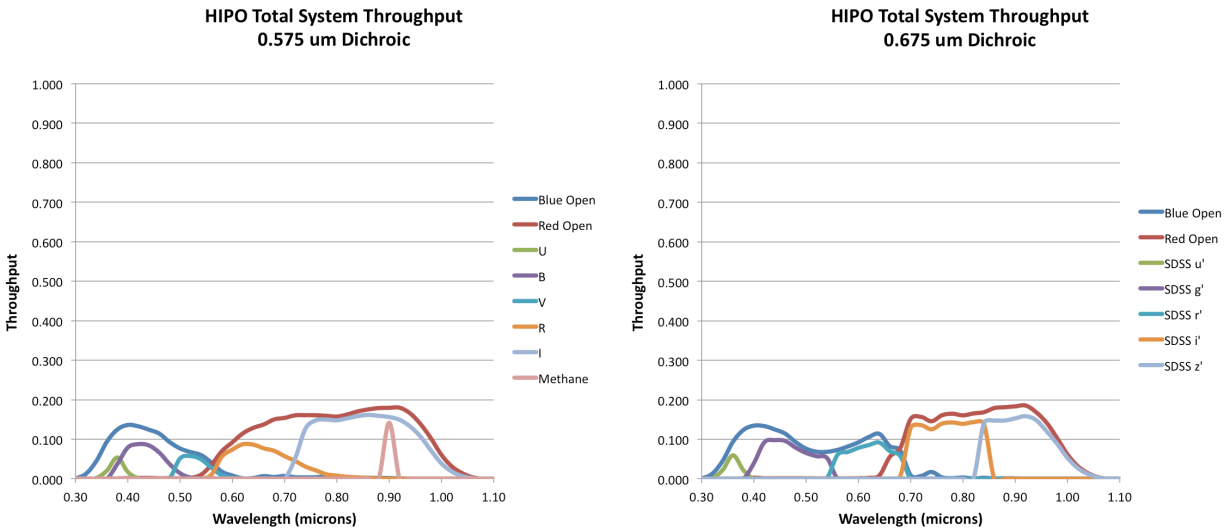 HIPO Total System Throughput
0.575 um Dichroic
1.000
0.900
0.800
0.700
0.600
0.500
0.400
0.300
0.200
0.100
0.000
Throughput
0.30 0.40 0.50 0.60 0.70 0.80 0.90 1.00 1.10
Wavelength (microns)
Blue Open
Red Open
U
B
V
R
I
Methane
HIPO Total System Throughput
0.675 um Dichroic
1.000
0.900
0.800
0.700
0.600
0.500
0.400
0.300
0.200
0.100
0.000
Throughput
0.30 0.40 0.50 0.60 0.70 0.80 0.90 1.00 1.10
Wavelength (microns)
Blue Open
Red Open
SDSS u'
SDSS g'
SDSS r'
SDSS i'
SDSS z'